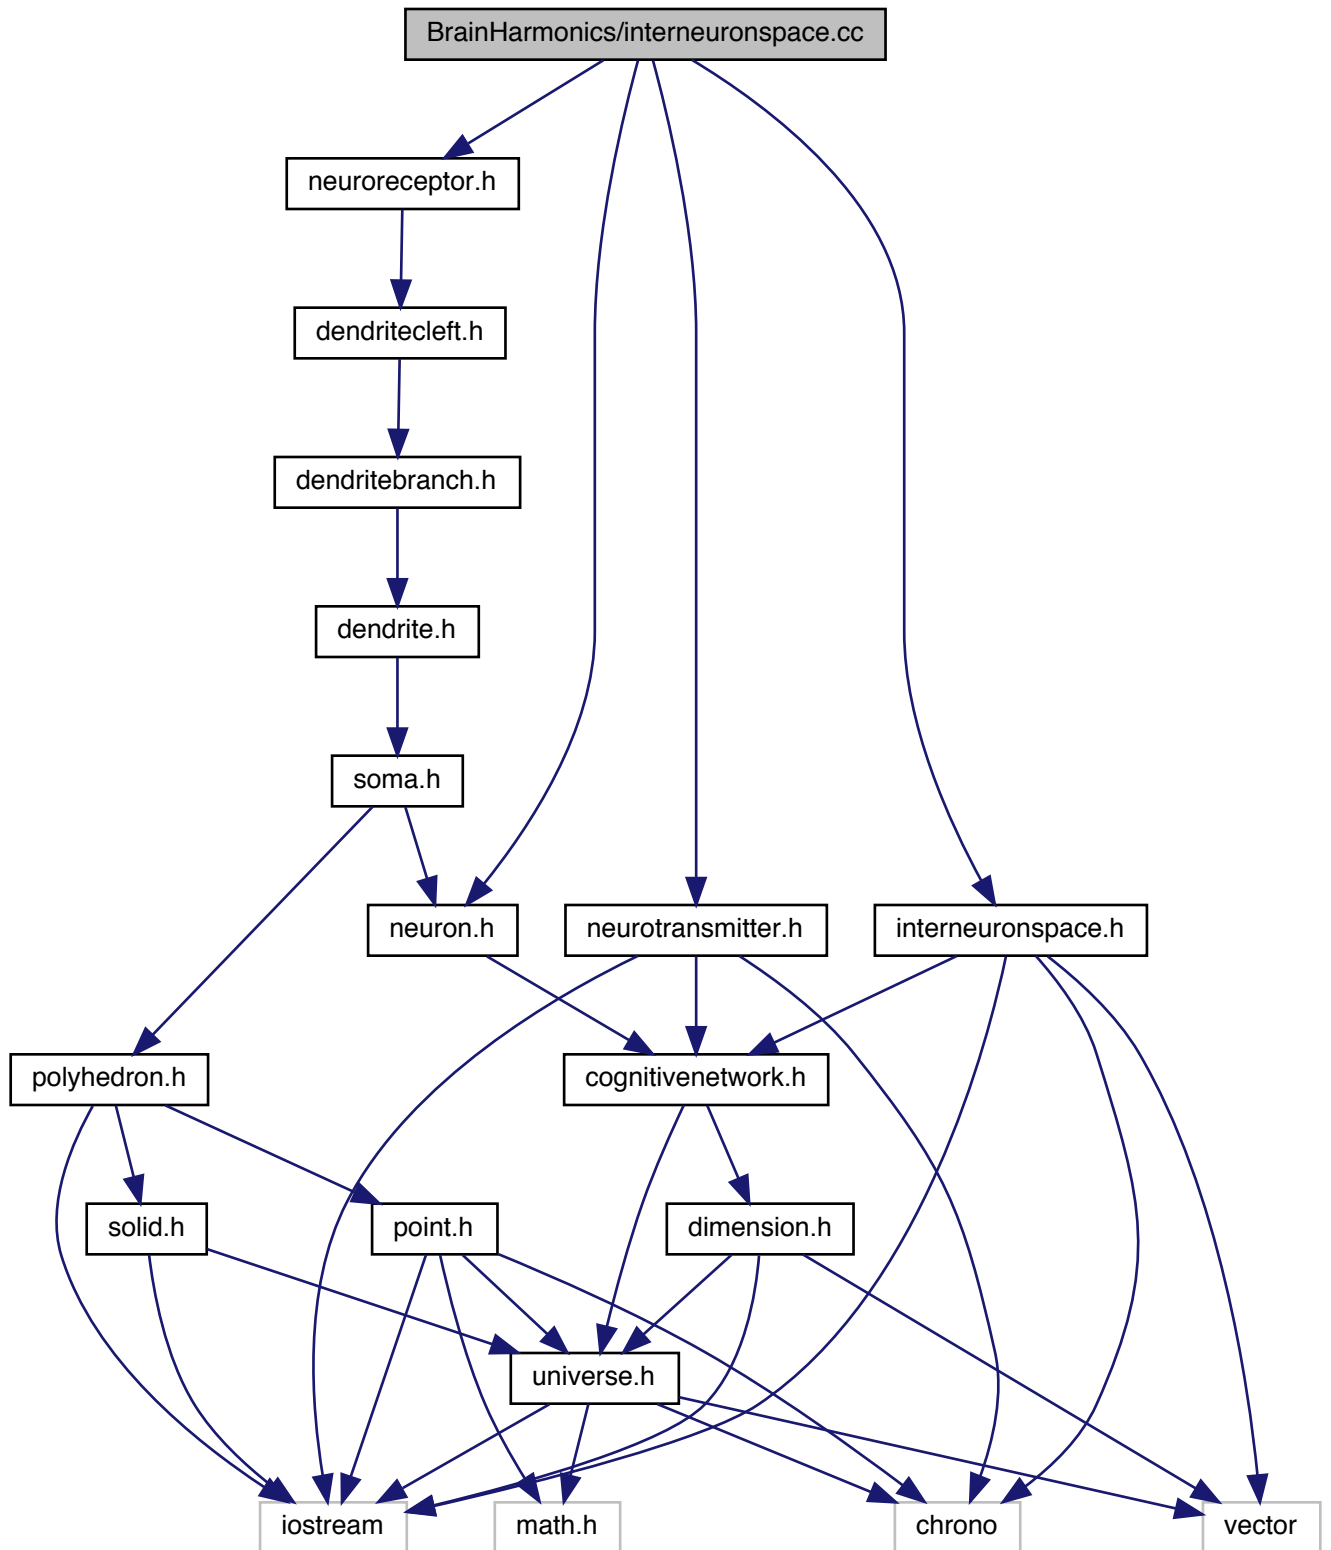 BrainHarmonics/interneuronspace.cc
neuroreceptor.h
dendritecleft.h
dendritebranch.h
dendrite.h
soma.h
neuron.h
neurotransmitter.h
interneuronspace.h
polyhedron.h
cognitivenetwork.h
solid.h
point.h
dimension.h
universe.h
iostream
math.h
chrono
vector